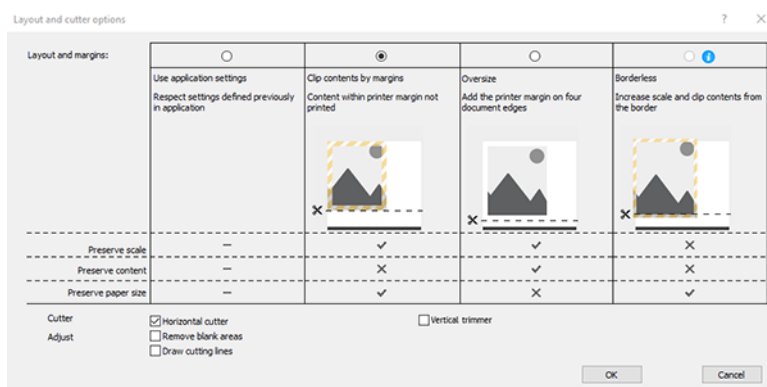 Layout and cutter options
? X
Layout and margins:
i
Use application settings
Clip contents by margins
Oversize
Borderless
Respect settings defined previously
in application
Content within printer margin not
printed
Add the printer margin on four
document edges
Increase scale and clip contents from
the border
Preserve scale
Preserve content
Preserve paper size
Cutter
Horizontal cutter
Vertical trimmer
Adjust
Remove blank areas
Draw cutting lines
OK
Cancel